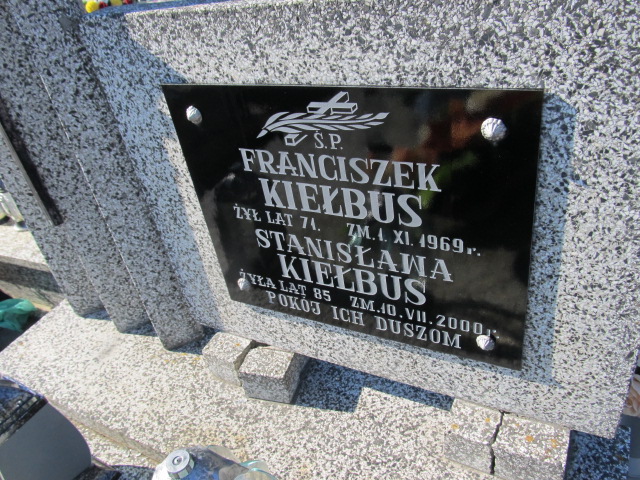 Ś.P.
FRANCISZEK
KIEŁBUS
ŻYŁ LAT 71. ZM. 1. XI. 1969 r.
STANISŁAWA
KIEŁBUS
ŻYŁA LAT 85 ZM. 10. VII. 2000 r.
POKÓJ ICH DUSZOM